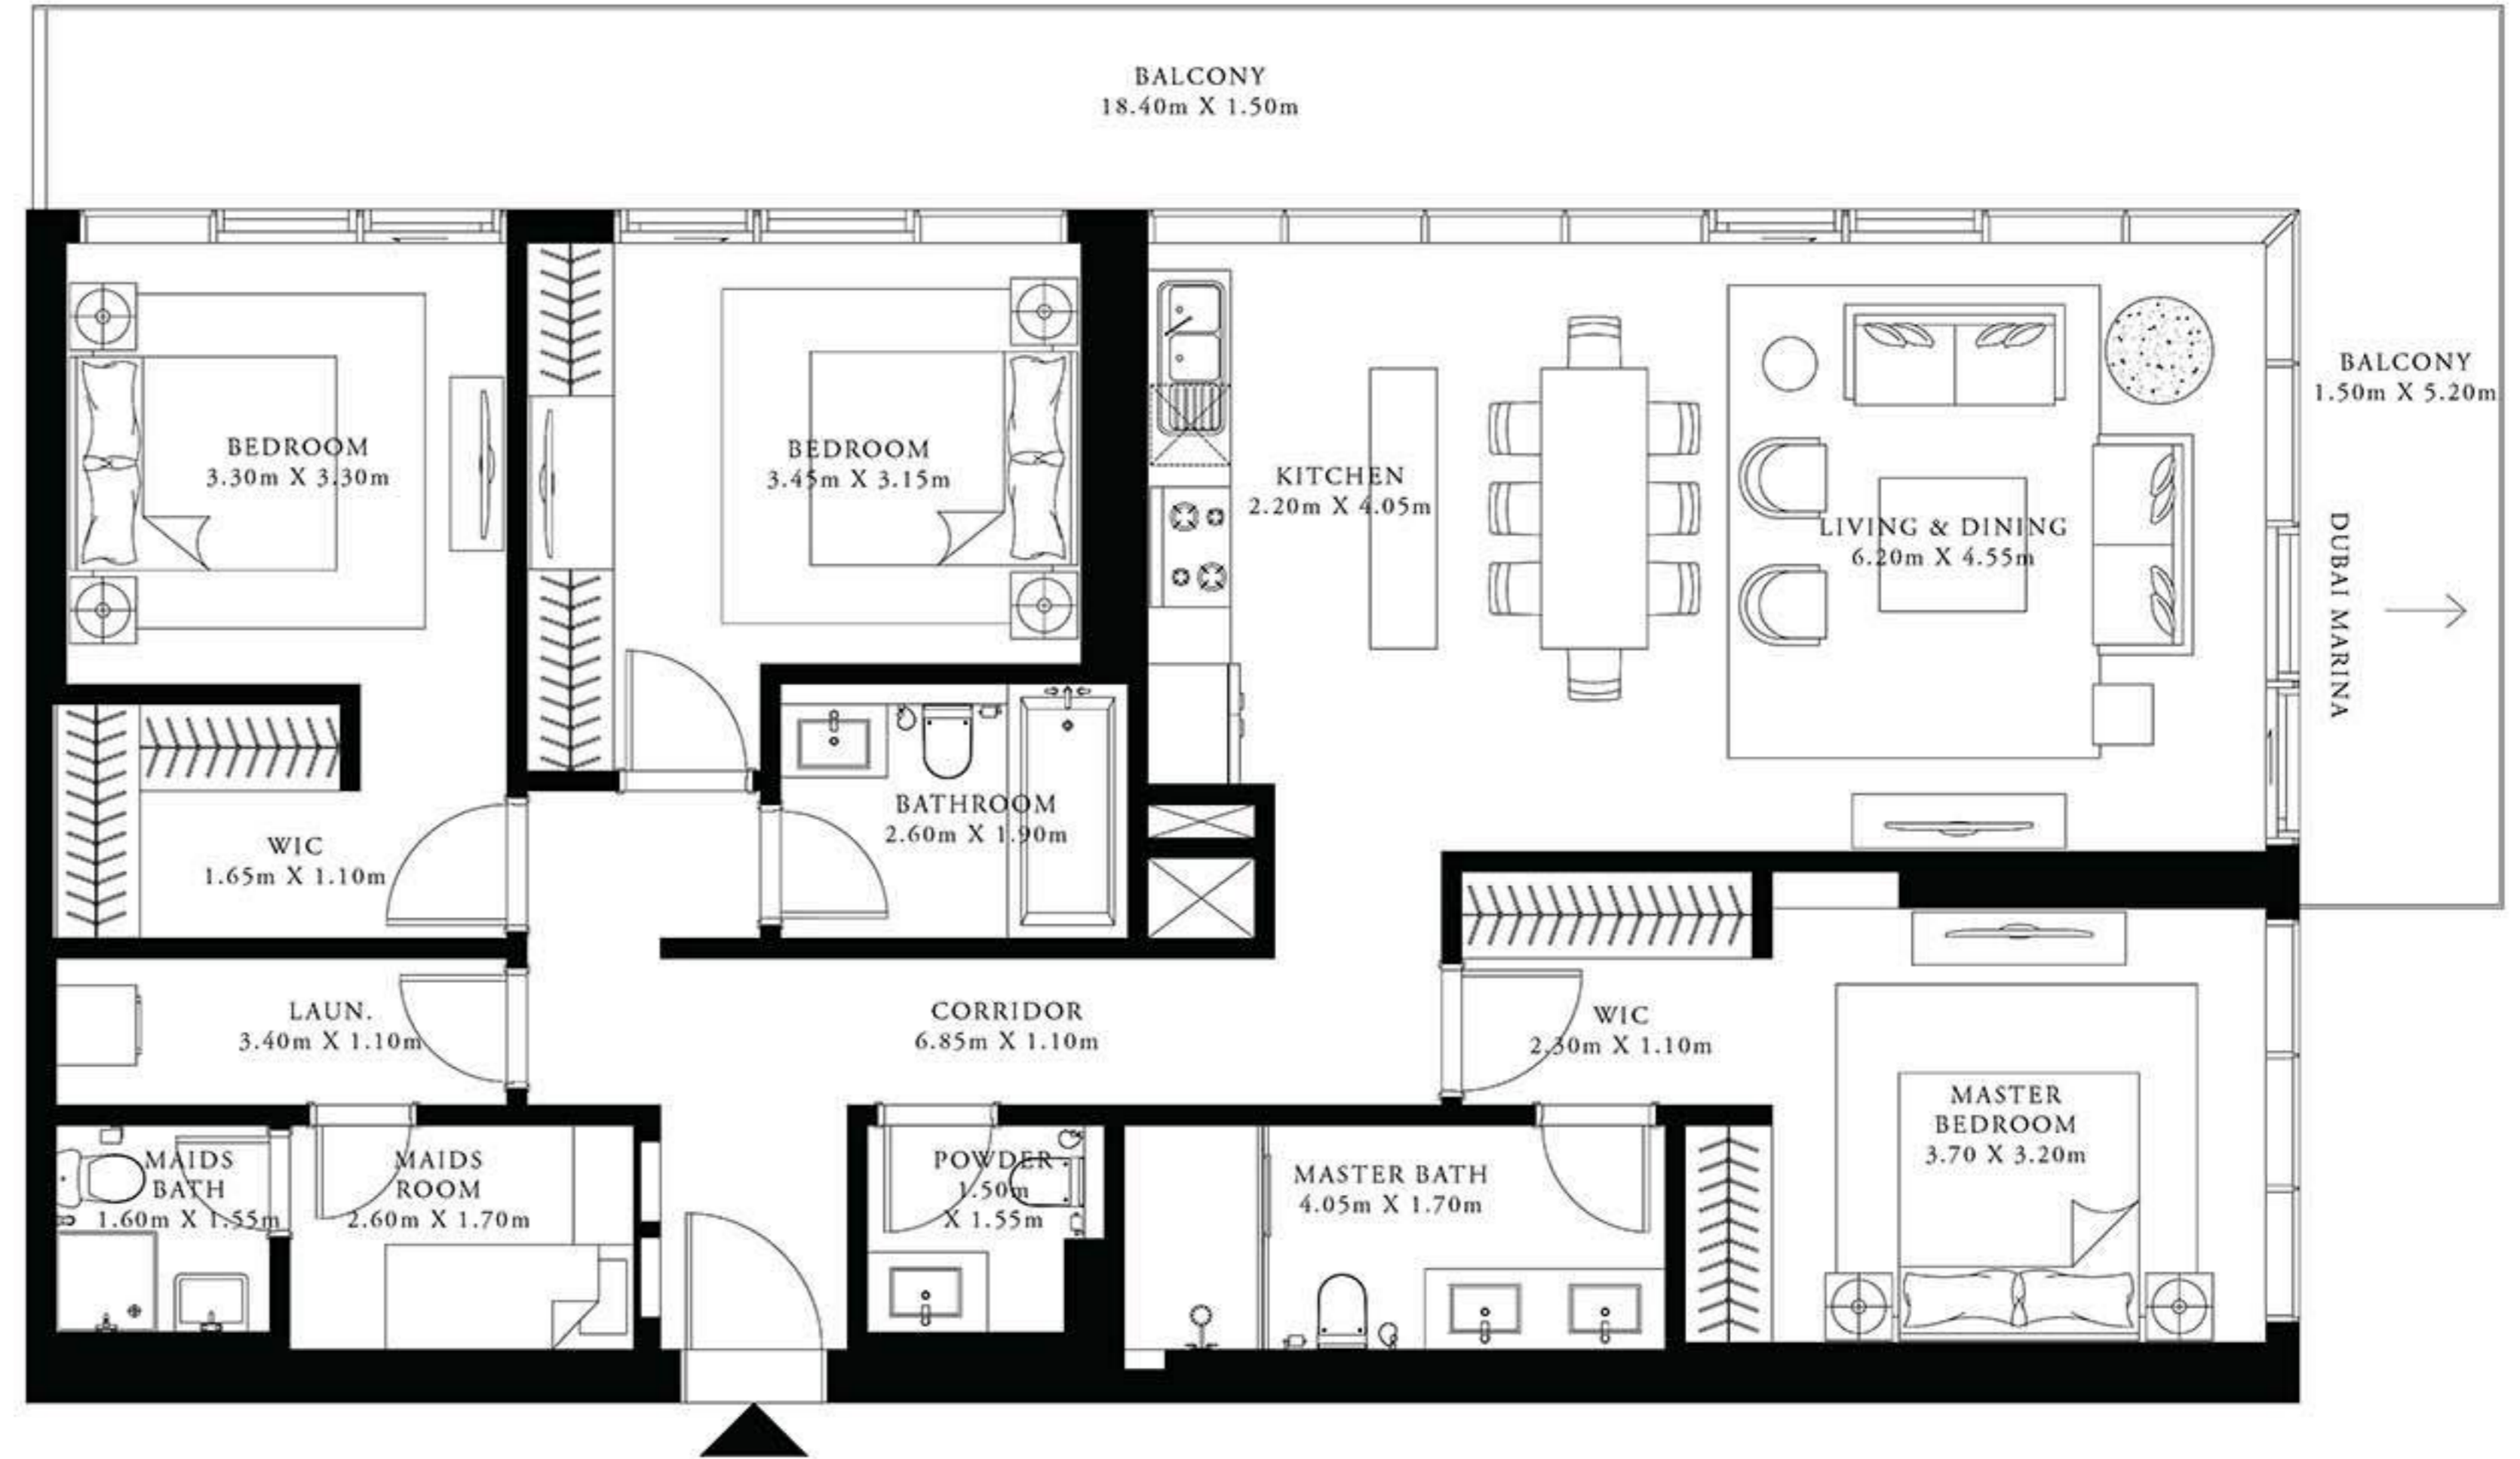 BALCONY
18.40m X 1.50m
BEDROOM
3.30m X 3.30m
BEDROOM
3.45m X 3.15m
KITCHEN
2.20m X 4.05m
LIVING & DINING
6.20m X 4.55m
BALCONY
1.50m X 5.20m
DUBAI MARINA
WIC
1.65m X 1.10m
BATHROOM
2.60m X 1.90m
LAUN.
3.40m X 1.10m
CORRIDOR
6.85m X 1.10m
WIC
2.30m X 1.10m
MASTER
BEDROOM
3.70 X 3.20m
MAIDS
BATH
1.60m X 1.55m
MAIDS
ROOM
2.60m X 1.70m
POWDER
1.50m
X 1.55m
MASTER BATH
4.05m X 1.70m